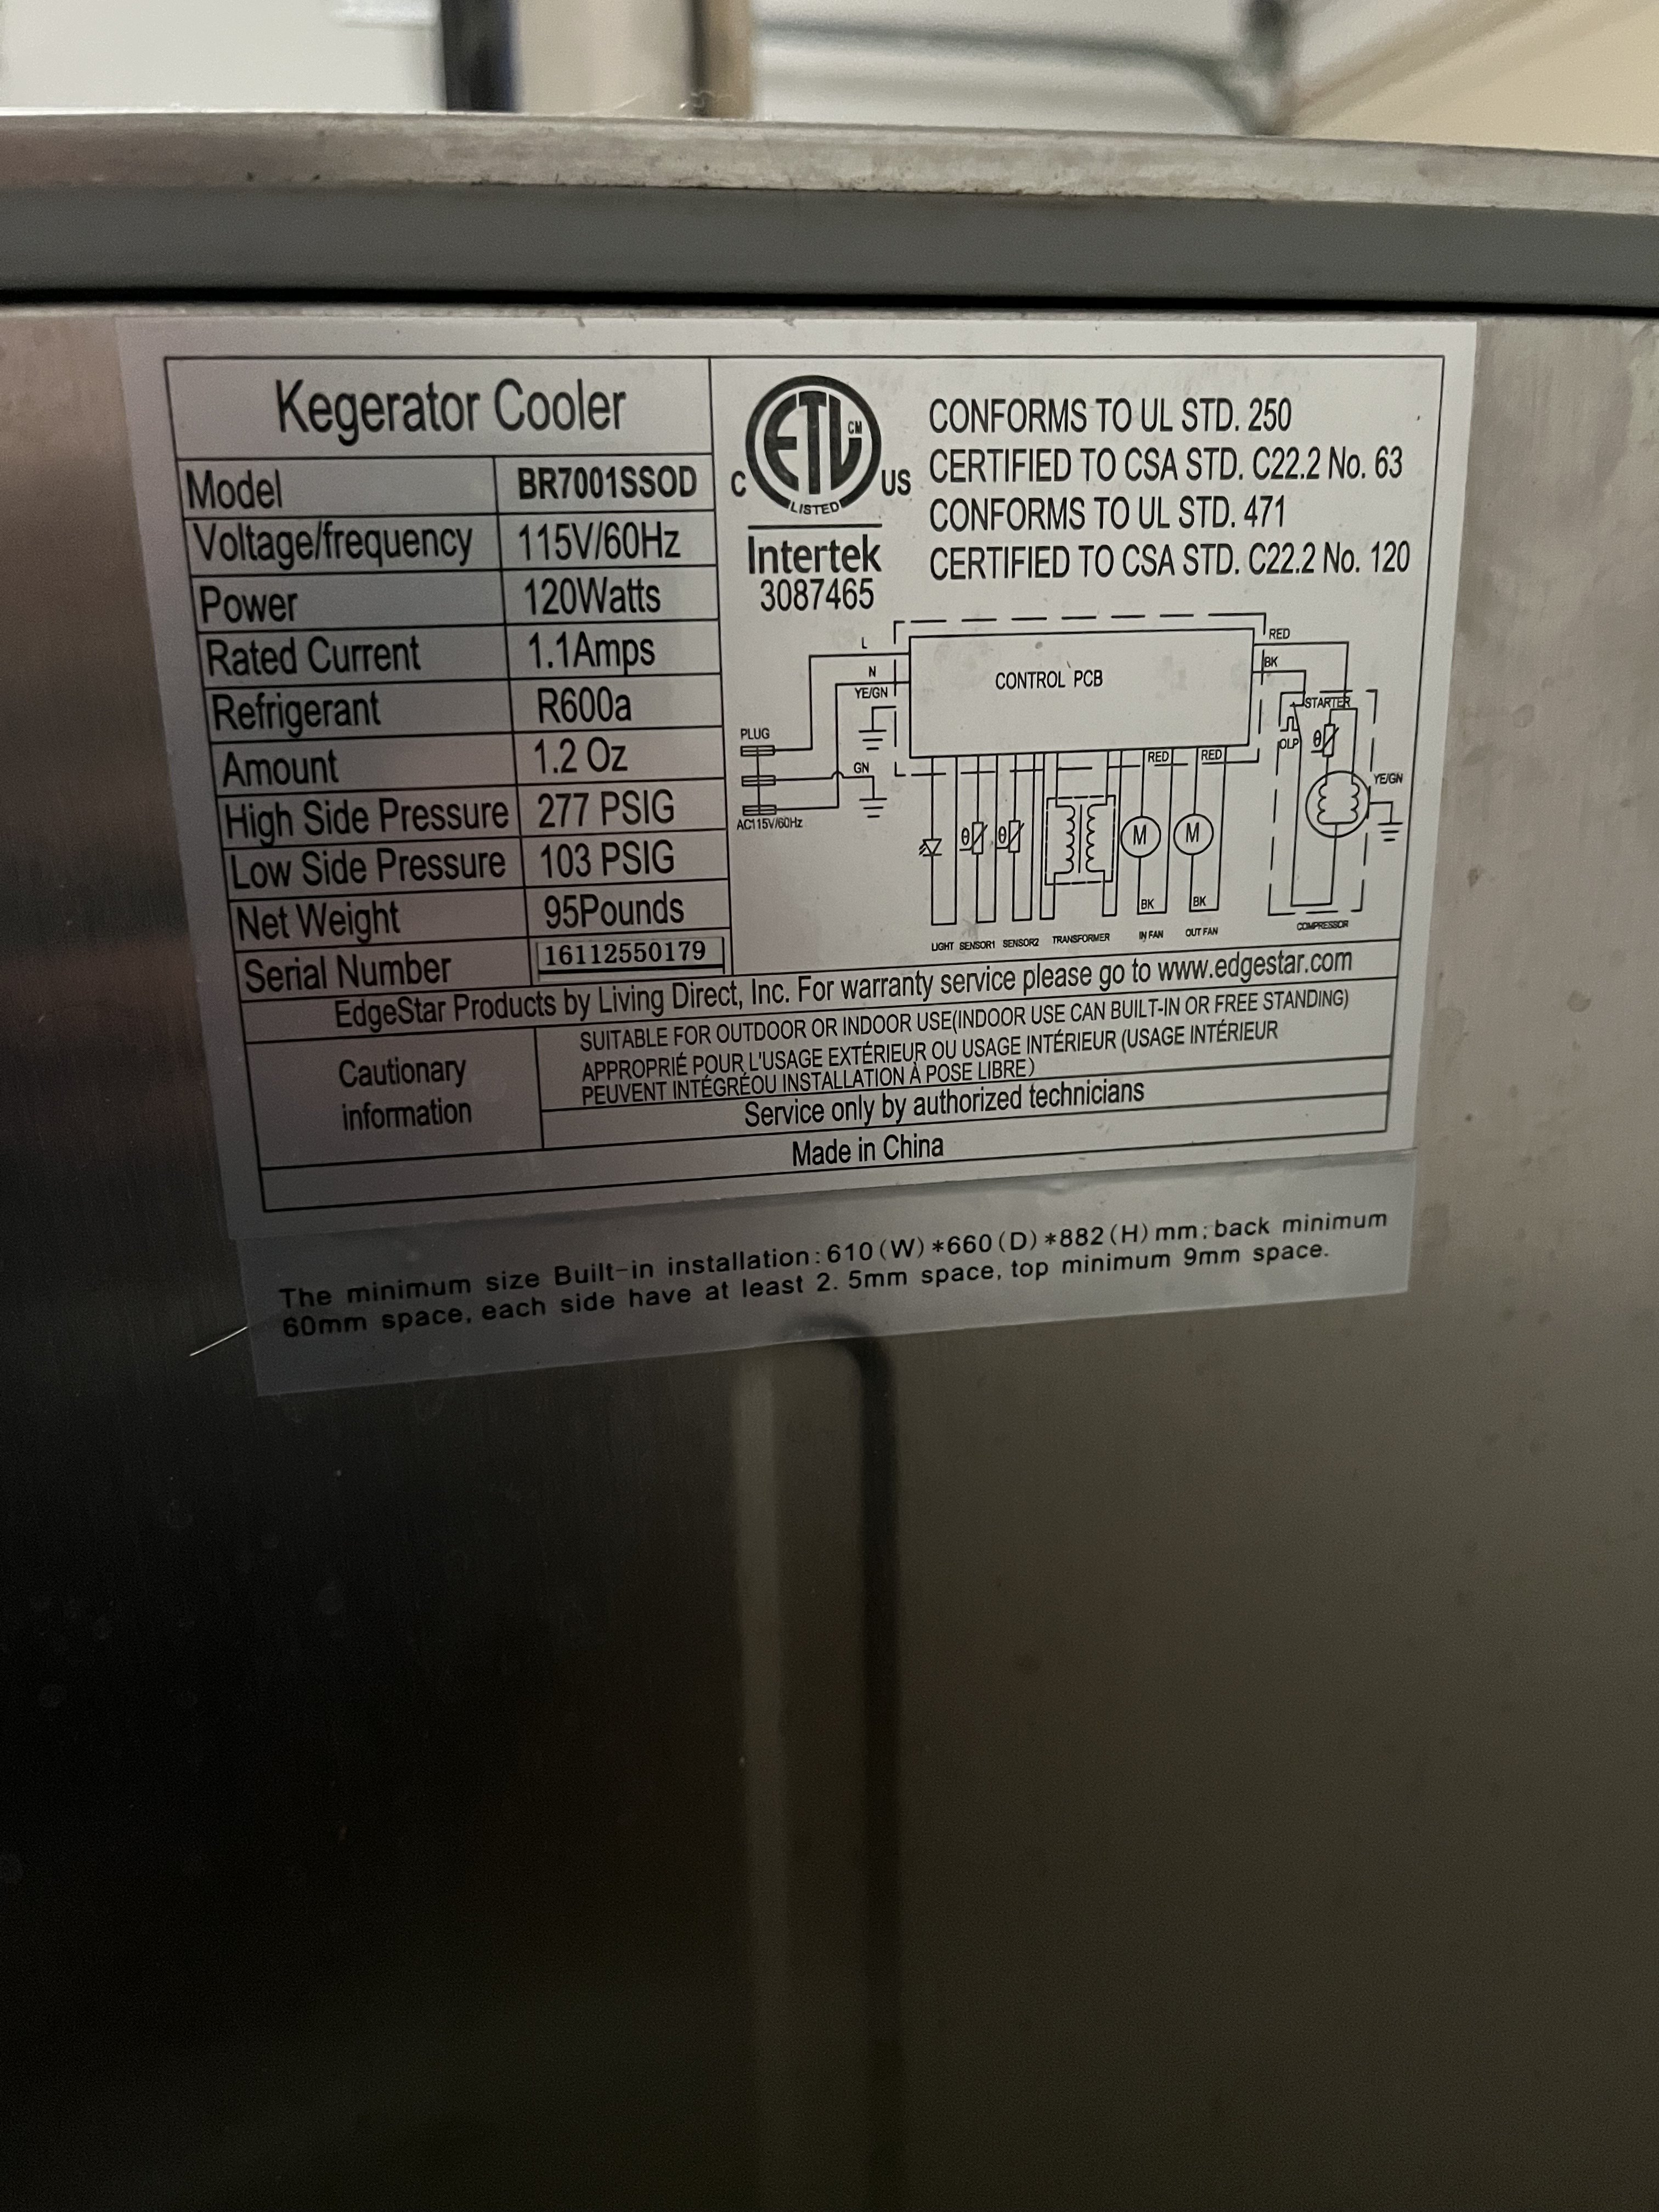 Kegerator Cooler
Model BR7001SSOD
Voltage/frequency 115V/60Hz
Power 120Watts
Rated Current 1.1Amps
Refrigerant R600a
Amount 1.2 Oz
High Side Pressure 277 PSIG
Low Side Pressure 103 PSIG
Net Weight 95Pounds
Serial Number 16112550179
ETL CM
LISTED
C US
Intertek
3087465
CONFORMS TO UL STD. 250
CERTIFIED TO CSA STD. C22.2 No. 63
CONFORMS TO UL STD. 471
CERTIFIED TO CSA STD. C22.2 No. 120
L
N
YE/GN
CONTROL PCB
RED
BK
STARTER
OLP
θ
YE/GN
PLUG
GN
AC115V/60Hz
RED RED
θ θ M M
BK BK
LIGHT SENSOR1 SENSOR2 TRANSFORMER IN FAN OUT FAN COMPRESSOR
EdgeStar Products by Living Direct, Inc. For warranty service please go to www.edgestar.com
Cautionary
information
SUITABLE FOR OUTDOOR OR INDOOR USE(INDOOR USE CAN BUILT-IN OR FREE STANDING)
APPROPRIÉ POUR L'USAGE EXTÉRIEUR OU USAGE INTÉRIEUR (USAGE INTÉRIEUR
PEUVENT INTÉGRÉOU INSTALLATION À POSE LIBRE)
Service only by authorized technicians
Made in China
The minimum size Built-in installation:610(W)*660(D)*882(H)mm;back minimum
60mm space,each side have at least 2.5mm space,top minimum 9mm space.